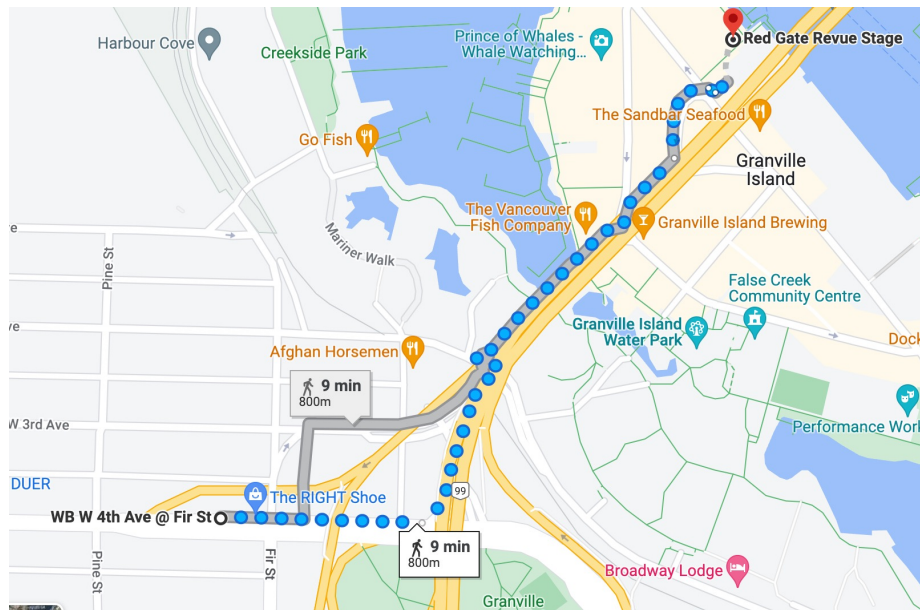 Harbour Cove
Creekside Park
Prince of Whales -
Whale Watching...
Red Gate Revue Stage
The Sandbar Seafood
Go Fish
Granville
Island
The Vancouver
Fish Company
Granville Island Brewing
ve
Pine St
Mariner Walk
False Creek
Community Centre
ve
Granville Island
Water Park
Afghan Horsemen
Dock
9 min
800m
W 3rd Ave
Performance Work
DUER
The RIGHT Shoe
99
WB W 4th Ave @ Fir St
9 min
800m
Pine St
Fir St
Broadway Lodge
Granville